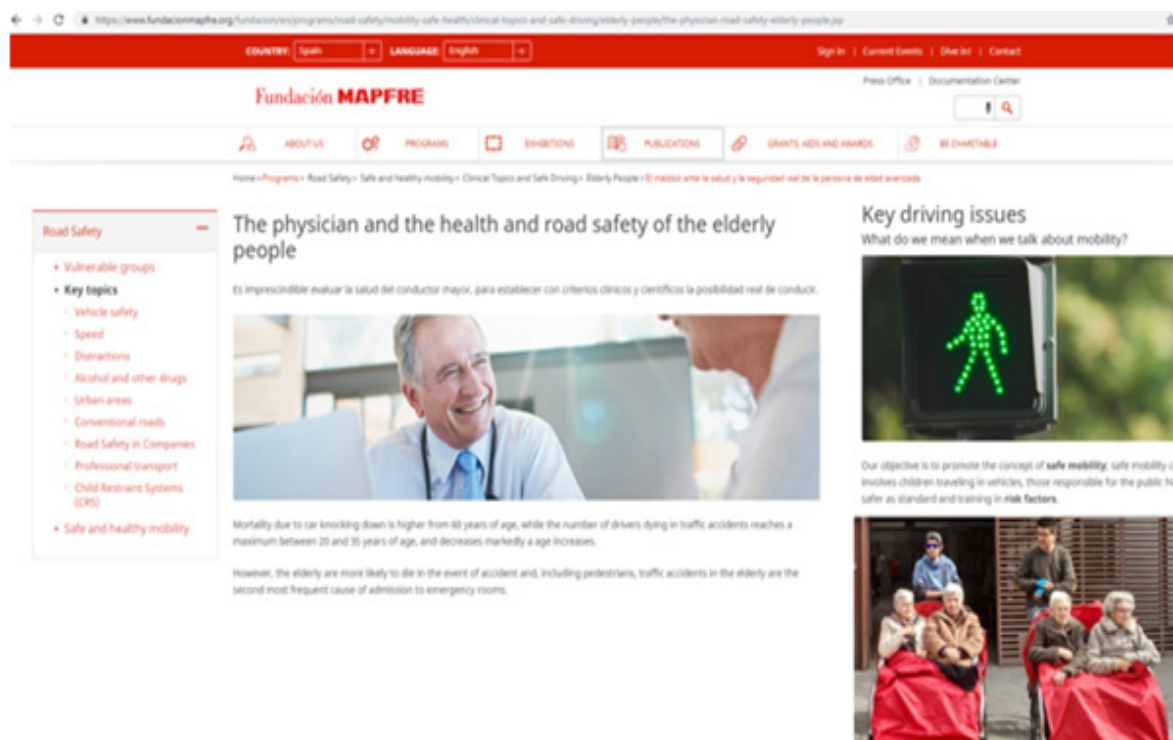 https://www.fundacionmapfre.org/fundacion/en/programs/road-safety/mobility-safe-health/clinical-topics-and-safe-driving/elderly-people/the-physician-road-safety-elderly-people.jsp
COUNTRY: Spain LANGUAGE: English Sign In | Current Events | Dive in! | Contact
Press Office | Documentation Center
Fundación MAPFRE
ABOUT US PROGRAMS EXHIBITIONS PUBLICATIONS GRANTS, AIDS AND AWARDS BE CHARITABLE
Home > Programs > Road Safety > Safe and healthy mobility > Clinical Topics and Safe Driving > Elderly People > El médico ante la salud y la seguridad vial de la persona de edad avanzada
Road Safety
Vulnerable groups
Key topics
Vehicle safety
Speed
Distractions
Alcohol and other drugs
Urban areas
Conventional roads
Road Safety in Companies
Professional transport
Child Restraint Systems
(CRS)
Safe and healthy mobility
The physician and the health and road safety of the elderly
people
Es imprescindible evaluar la salud del conductor mayor, para establecer con criterios clínicos y científicos la posibilidad real de conducir.
Mortality due to car knocking down is higher from 60 years of age, while the number of drivers dying in traffic accidents reaches a
maximum between 20 and 35 years of age, and decreases markedly a age increases.
However, the elderly are more likely to die in the event of accident and, including pedestrians, traffic accidents in the elderly are the
second most frequent cause of admission to emergency rooms.
Key driving issues
What do we mean when we talk about mobility?
Our objective is to promote the concept of safe mobility; safe mobility
involves children traveling in vehicles, those responsible for the public
safer as standard and training in risk factors.